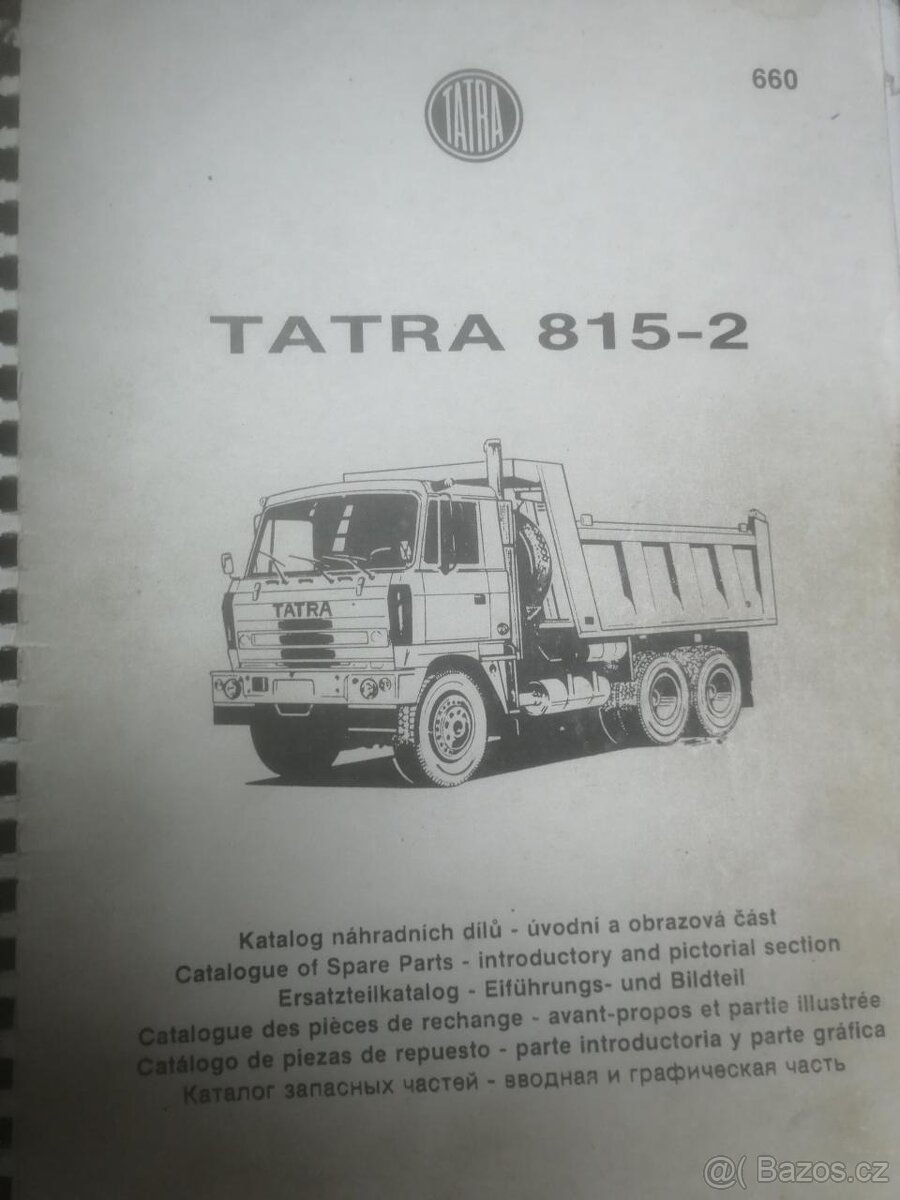 660
TATRA
TATRA 815-2
TATRA
Katalog náhradních dílů - úvodní a obrazová část
Catalogue of Spare Parts - introductory and pictorial section
Ersatzteilkatalog - Eiführungs- und Bildteil
Catalogue des pièces de rechange - avant-propos et partie illustrée
Catálogo de piezas de repuesto - parte introductoria y parte gráfica
Каталог запасных частей - вводная и графическая часть
@( Bazos.cz